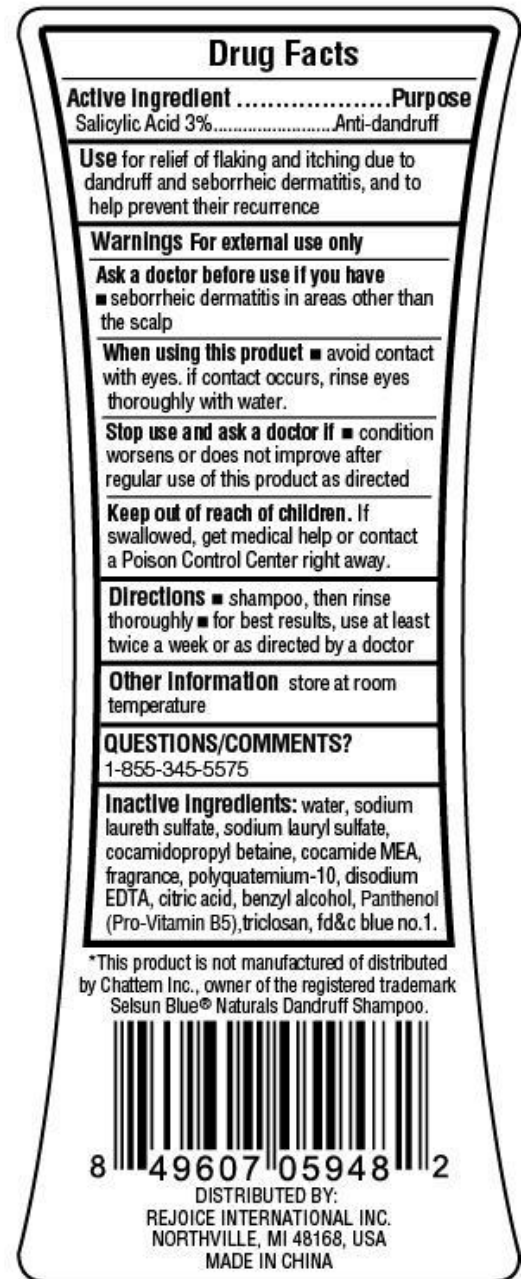 Drug Facts
Active Ingredient ......................Purpose
Salicylic Acid 3%.........................Anti-dandruff
Use for relief of flaking and itching due to
dandruff and seborrheic dermatitis, and to
help prevent their recurrence
Warnings For external use only
Ask a doctor before use if you have
■ seborrheic dermatitis in areas other than
the scalp
When using this product ■ avoid contact
with eyes. if contact occurs, rinse eyes
thoroughly with water.
Stop use and ask a doctor if ■ condition
worsens or does not improve after
regular use of this product as directed
Keep out of reach of children. If
swallowed, get medical help or contact
a Poison Control Center right away.
Directions ■ shampoo, then rinse
thoroughly ■ for best results, use at least
twice a week or as directed by a doctor
Other Information store at room
temperature
QUESTIONS/COMMENTS?
1-855-345-5575
Inactive Ingredients: water, sodium
laureth sulfate, sodium lauryl sulfate,
cocamidopropyl betaine, cocamide MEA,
fragrance, polyquaternium-10, disodium
EDTA, citric acid, benzyl alcohol, Panthenol
(Pro-Vitamin B5),triclosan, fd&c blue no.1.
*This product is not manufactured of distributed
by Chattem Inc., owner of the registered trademark
Selsun Blue® Naturals Dandruff Shampoo.
8 49607 05948 2
DISTRIBUTED BY:
REJOICE INTERNATIONAL INC.
NORTHVILLE, MI 48168, USA
MADE IN CHINA